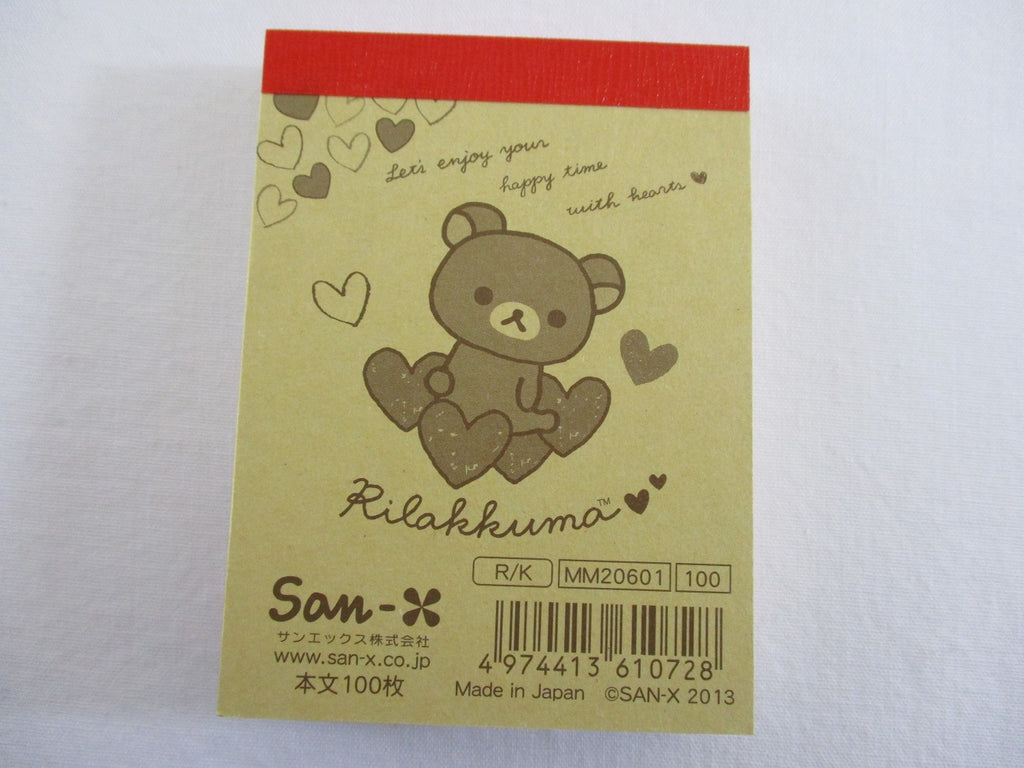 Let's enjoy your
happy time
with hearts
Rilakkuma™
R/K MM20601 100
San-X
サンエックス株式会社
www.san-x.co.jp
本文100枚
4 974413 610728
Made in Japan ©SAN-X 2013